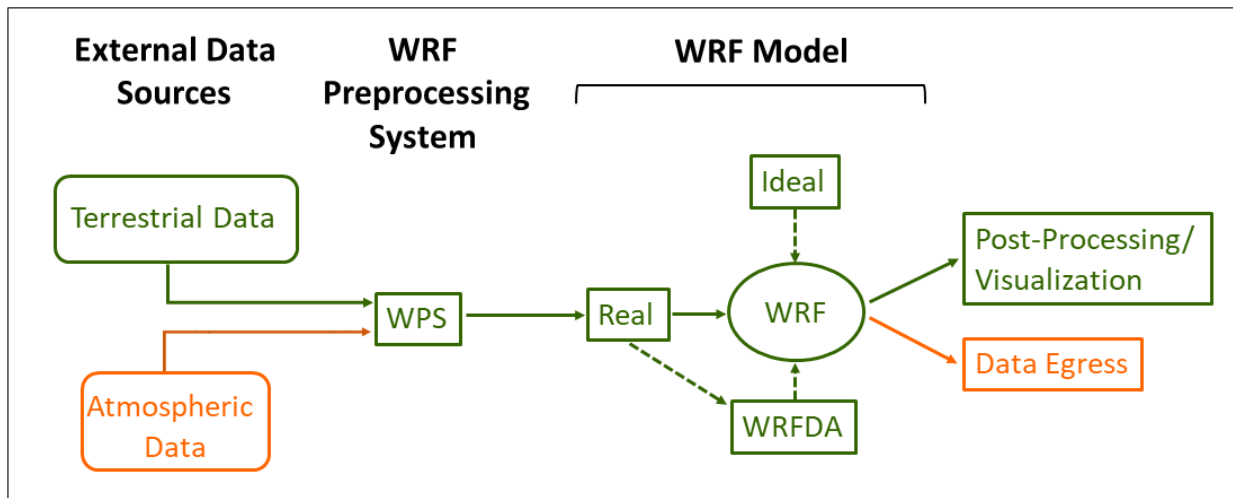 External Data
Sources
WRF
Preprocessing
System
WRF Model
Terrestrial Data
Atmospheric
Data
WPS
Real
Ideal
WRF
WRFDA
Post-Processing/
Visualization
Data Egress